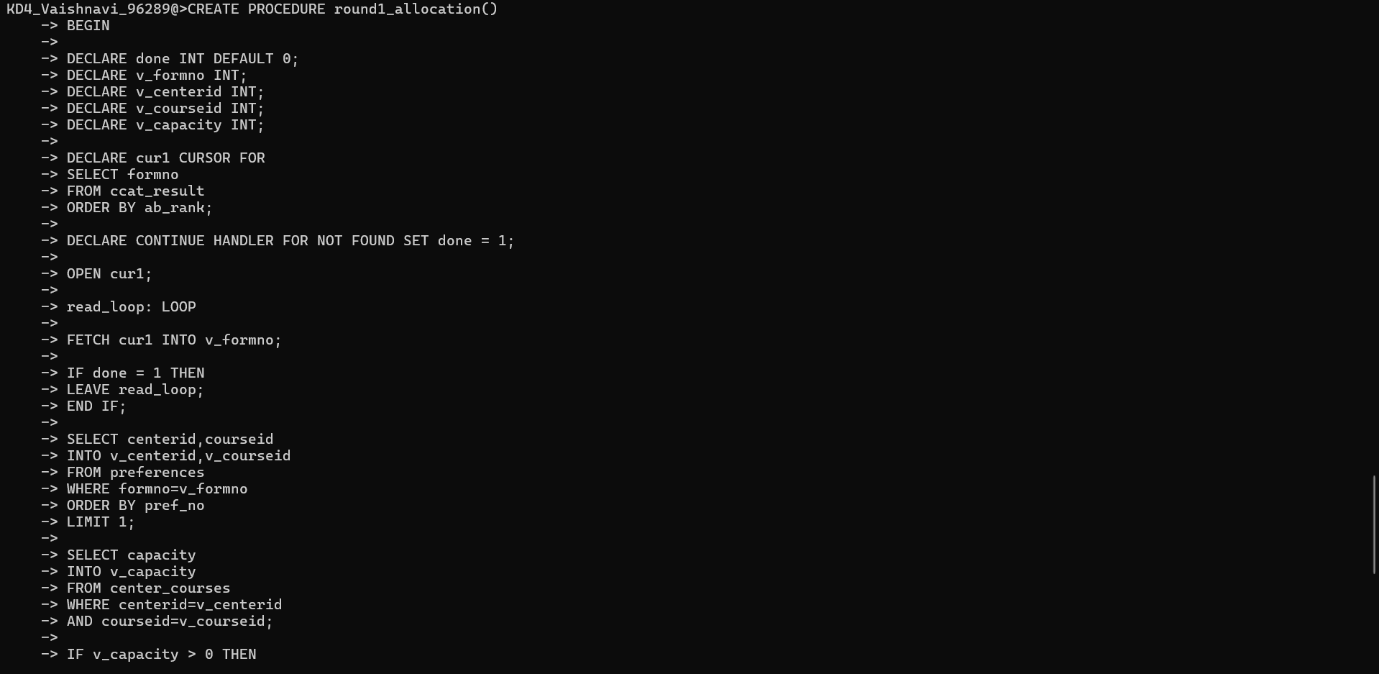 KD4_Vaishnavi_96289@>CREATE PROCEDURE round1_allocation()
-> BEGIN
->
-> DECLARE done INT DEFAULT 0;
-> DECLARE v_formno INT;
-> DECLARE v_centerid INT;
-> DECLARE v_courseid INT;
-> DECLARE v_capacity INT;
->
-> DECLARE cur1 CURSOR FOR
-> SELECT formno
-> FROM ccat_result
-> ORDER BY ab_rank;
->
-> DECLARE CONTINUE HANDLER FOR NOT FOUND SET done = 1;
->
-> OPEN cur1;
->
-> read_loop: LOOP
->
-> FETCH cur1 INTO v_formno;
->
-> IF done = 1 THEN
-> LEAVE read_loop;
-> END IF;
->
-> SELECT centerid,courseid
-> INTO v_centerid,v_courseid
-> FROM preferences
-> WHERE formno=v_formno
-> ORDER BY pref_no
-> LIMIT 1;
->
-> SELECT capacity
-> INTO v_capacity
-> FROM center_courses
-> WHERE centerid=v_centerid
-> AND courseid=v_courseid;
->
-> IF v_capacity > 0 THEN